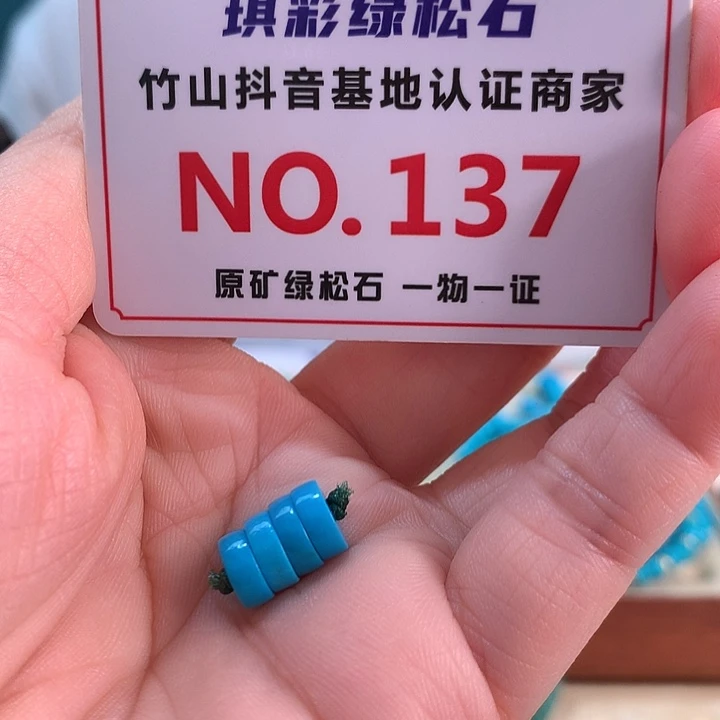 琪彩绿松石
竹山抖音基地认证商家
NO.137
原矿绿松石 一物一证